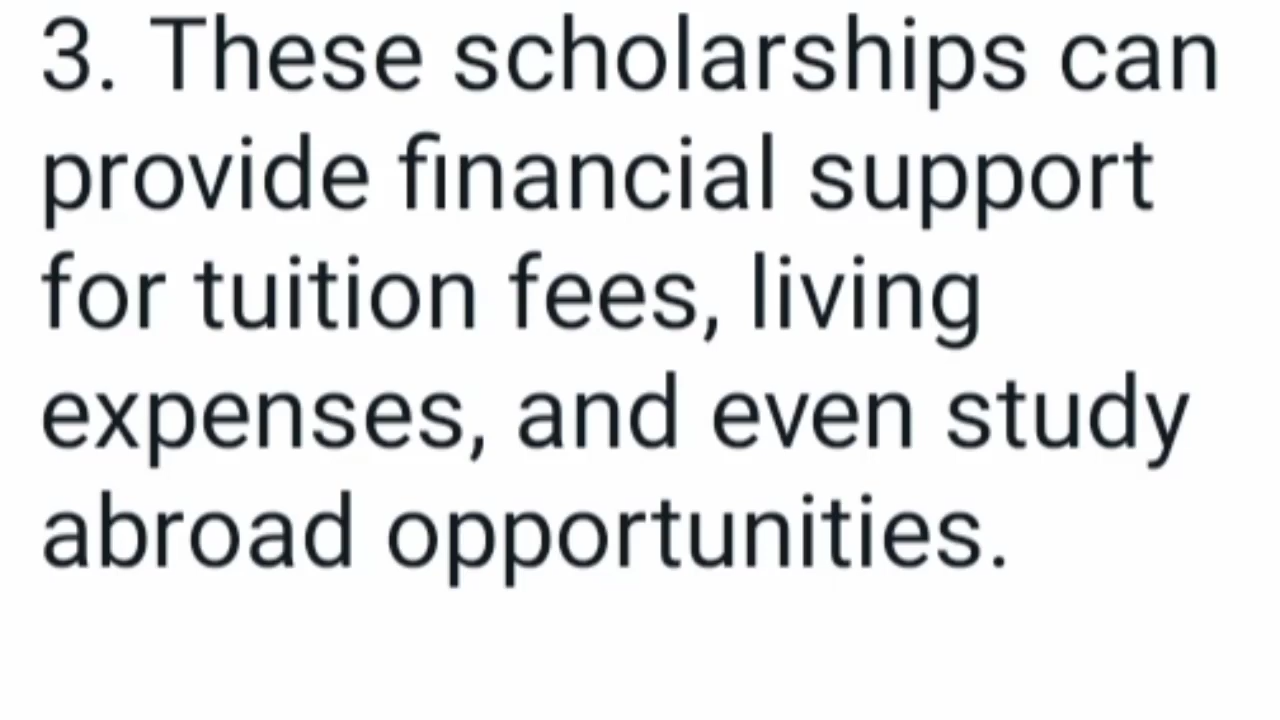 3. These scholarships can
provide financial support
for tuition fees, living
expenses, and even study
abroad opportunities.